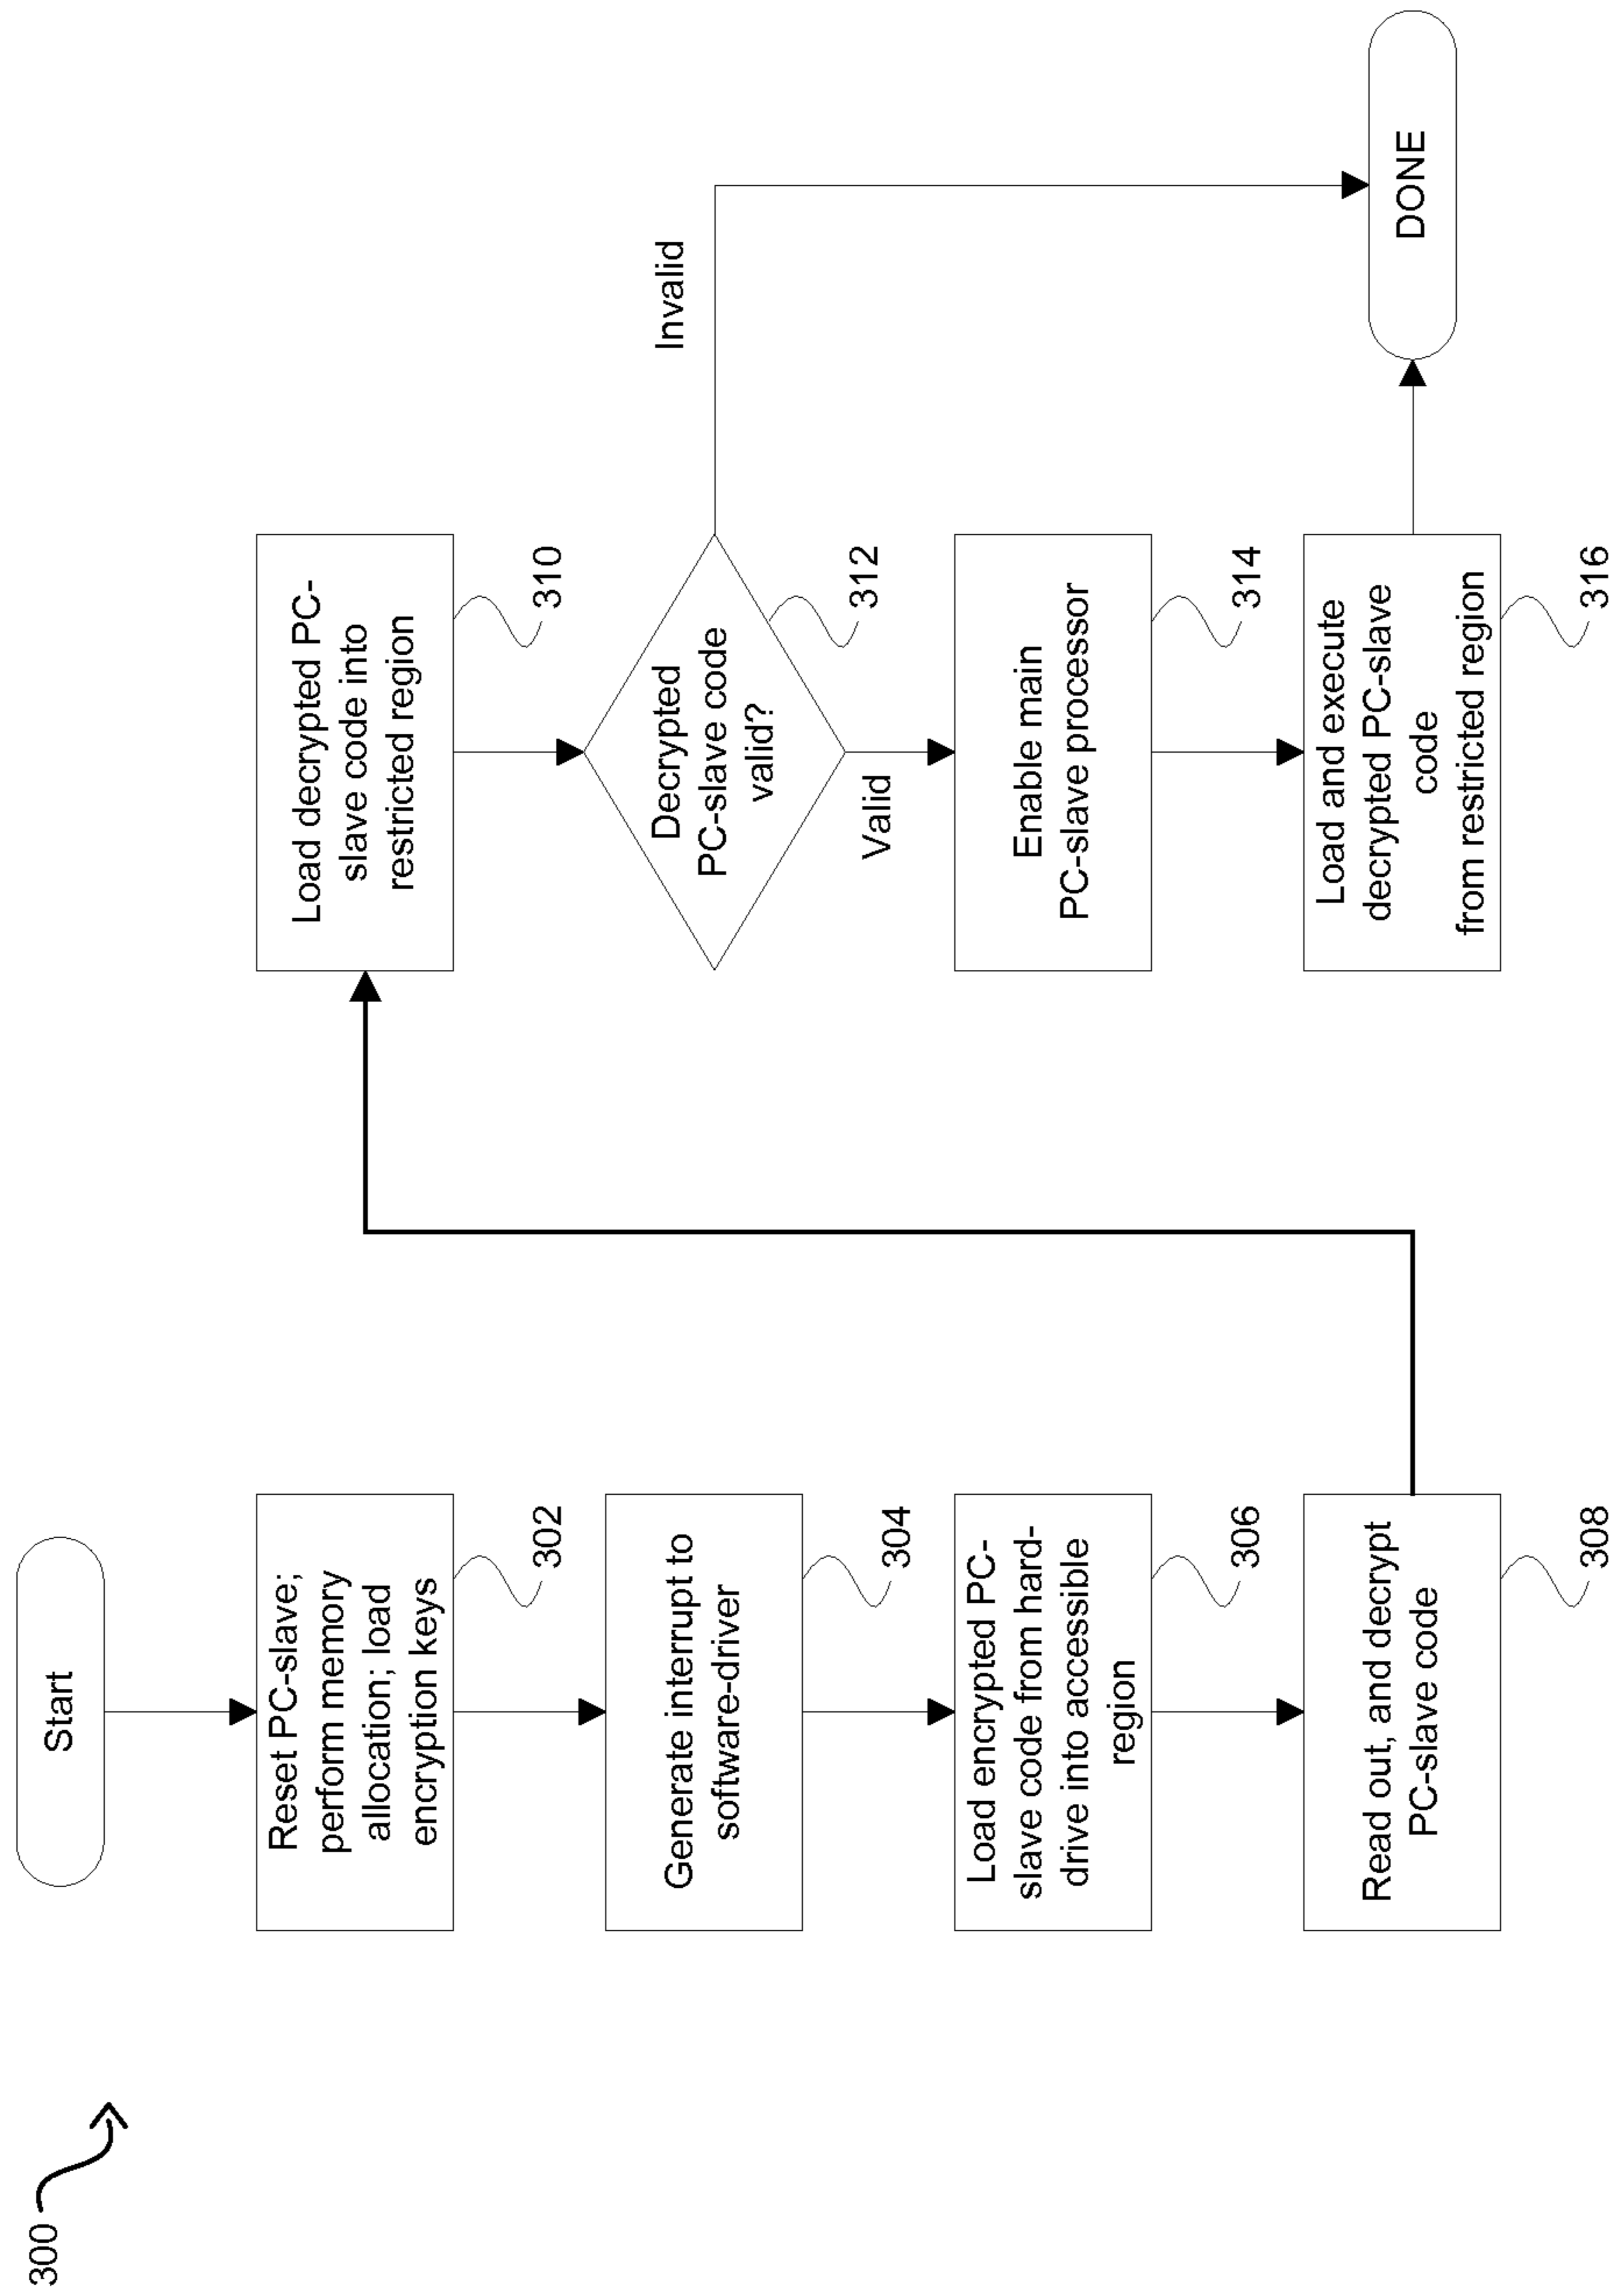 300
Start
Reset PC-slave;
perform memory
allocation; load
encryption keys
302
Generate interrupt to
software-driver
304
Load encrypted PC-
slave code from hard-
drive into accessible
region
306
Read out, and decrypt
PC-slave code
308
Load decrypted PC-
slave code into
restricted region
310
Decrypted
PC-slave code
valid?
312
Invalid
Valid
Enable main
PC-slave processor
314
Load and execute
decrypted PC-slave
code
from restricted region
316
DONE